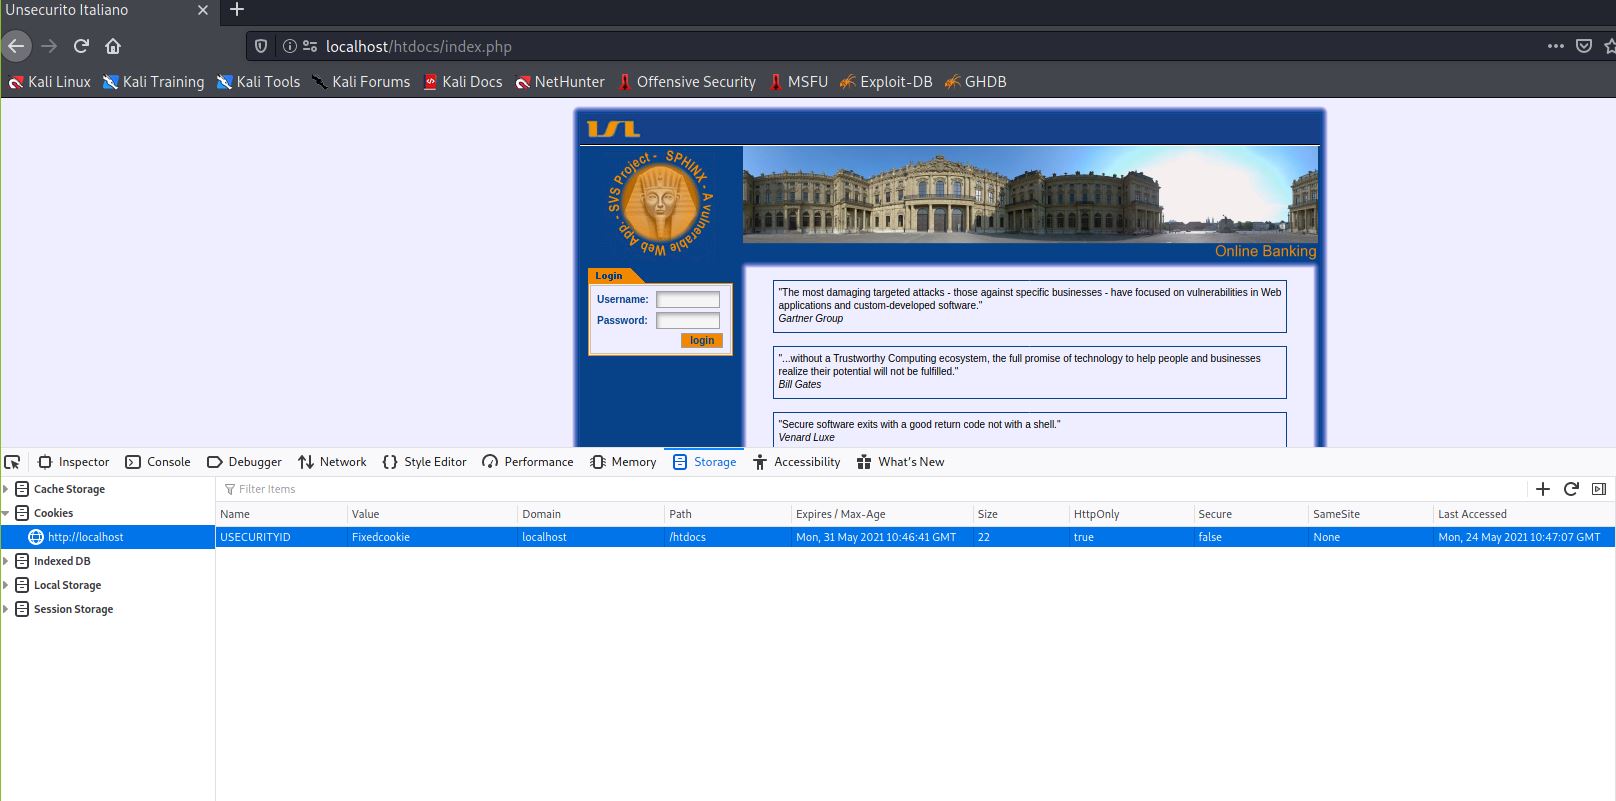 Unsecurito Italiano
localhost/htdocs/index.php
Kali Linux Kali Training Kali Tools Kali Forums Kali Docs NetHunter Offensive Security MSFU Exploit-DB GHDB
ISL
SVS Project - SPHINX - A vulnerable Web App. -
Online Banking
Login
Username:
Password:
login
"The most damaging targeted attacks - those against specific businesses - have focused on vulnerabilities in Web
applications and custom-developed software."
Gartner Group
"...without a Trustworthy Computing ecosystem, the full promise of technology to help people and businesses
realize their potential will not be fulfilled."
Bill Gates
"Secure software exits with a good return code not with a shell."
Venard Luxe
Inspector Console Debugger Network Style Editor Performance Memory Storage Accessibility What's New
Cache Storage
Cookies
http://localhost
Indexed DB
Local Storage
Session Storage
Filter Items
Name Value Domain Path Expires / Max-Age Size HttpOnly Secure SameSite Last Accessed
USECURITYID Fixedcookie localhost /htdocs Mon, 31 May 2021 10:46:41 GMT 22 true false None Mon, 24 May 2021 10:47:07 GMT